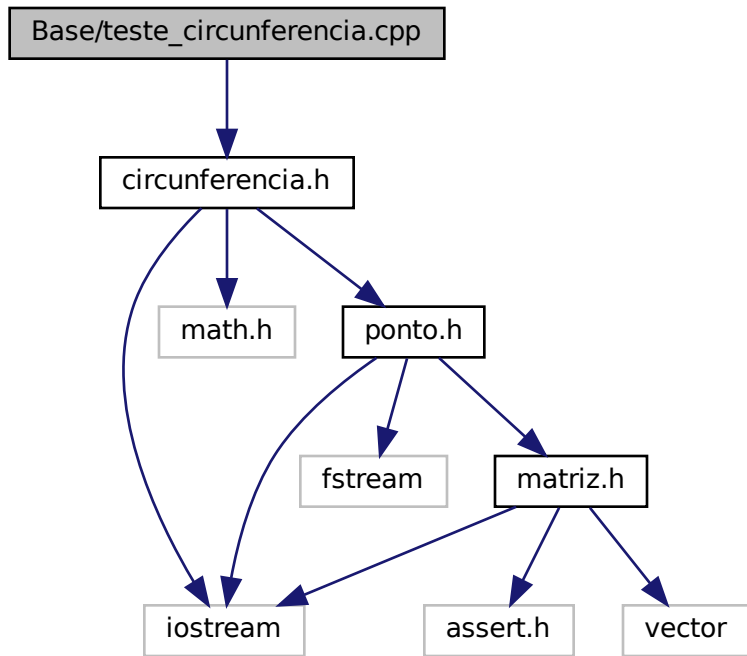 Base/teste_circunferencia.cpp
circunferencia.h
math.h
ponto.h
fstream
matriz.h
iostream
assert.h
vector